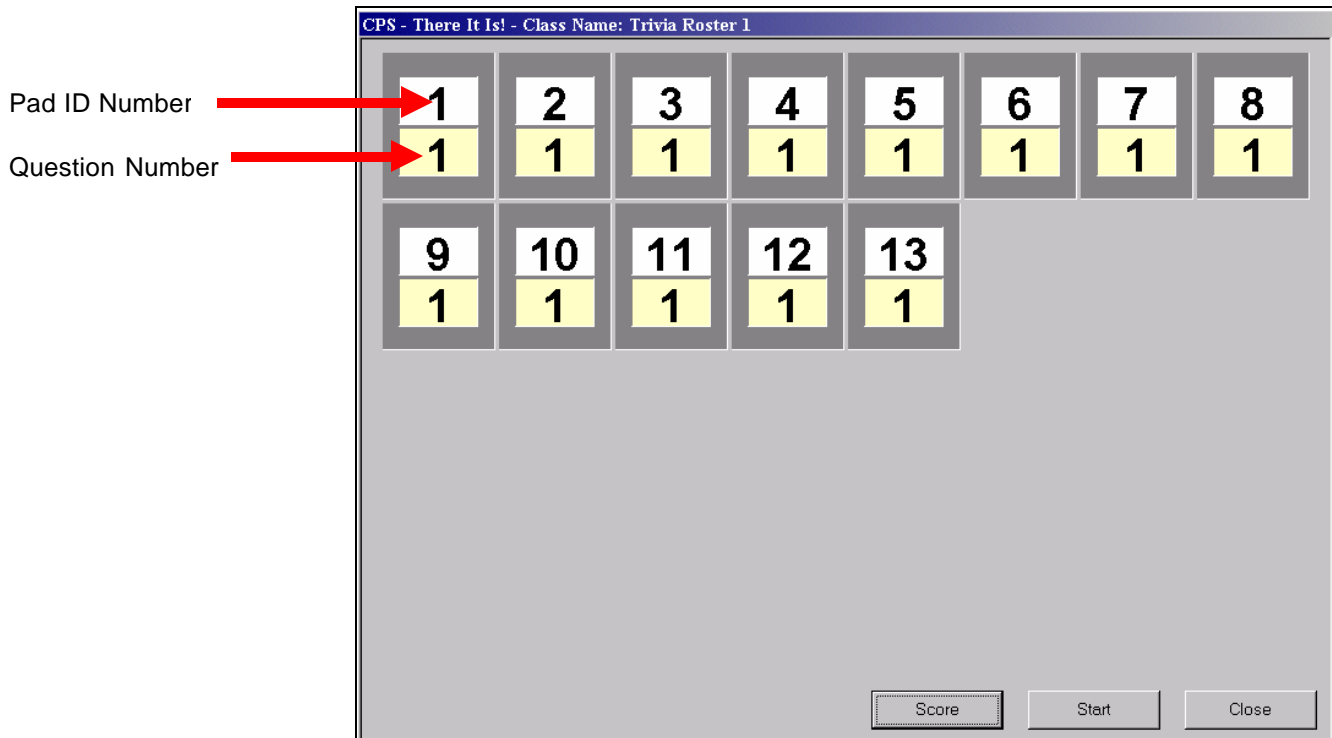 CPS - There It Is! - Class Name: Trivia Roster 1
Pad ID Number
1 2 3 4 5 6 7 8
Question Number
1 1 1 1 1 1 1 1
9 10 11 12 13
1 1 1 1 1
Score Start Close